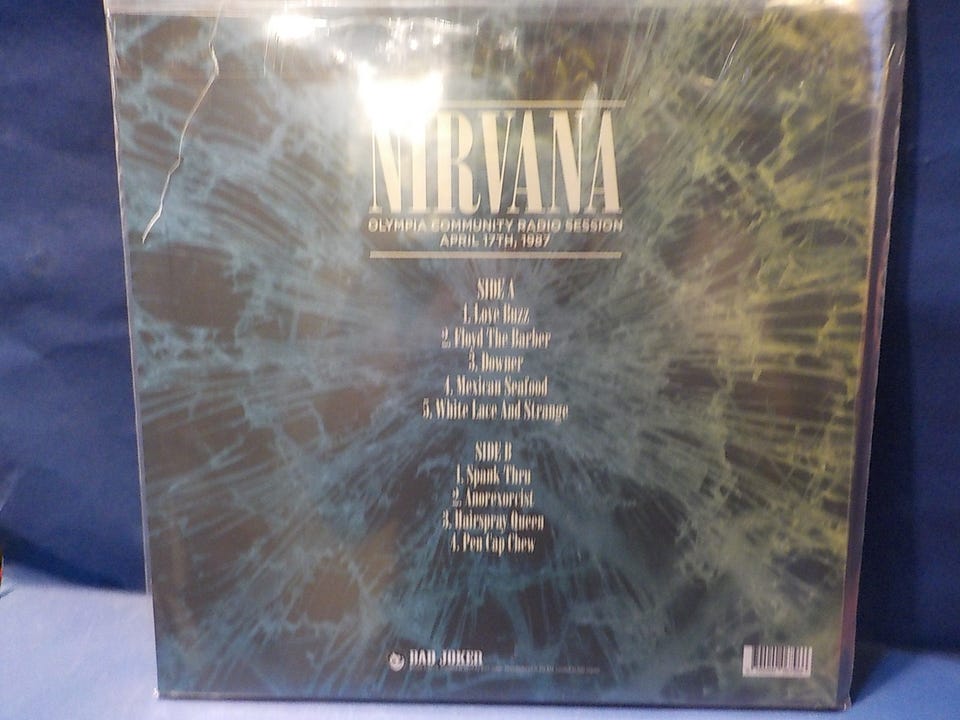 NIRVANA
OLYMPIA COMMUNITY RADIO SESSION
APRIL 17TH, 1987
SIDE A
1. Love Buzz
2. Floyd The Barber
3. Downer
4. Mexican Seafood
5. White Lace And Strange
SIDE B
1. Spank Thru
2. Anorexorcist
3. Hairspray Queen
4. Pen Cap Chew
BAD JOKER